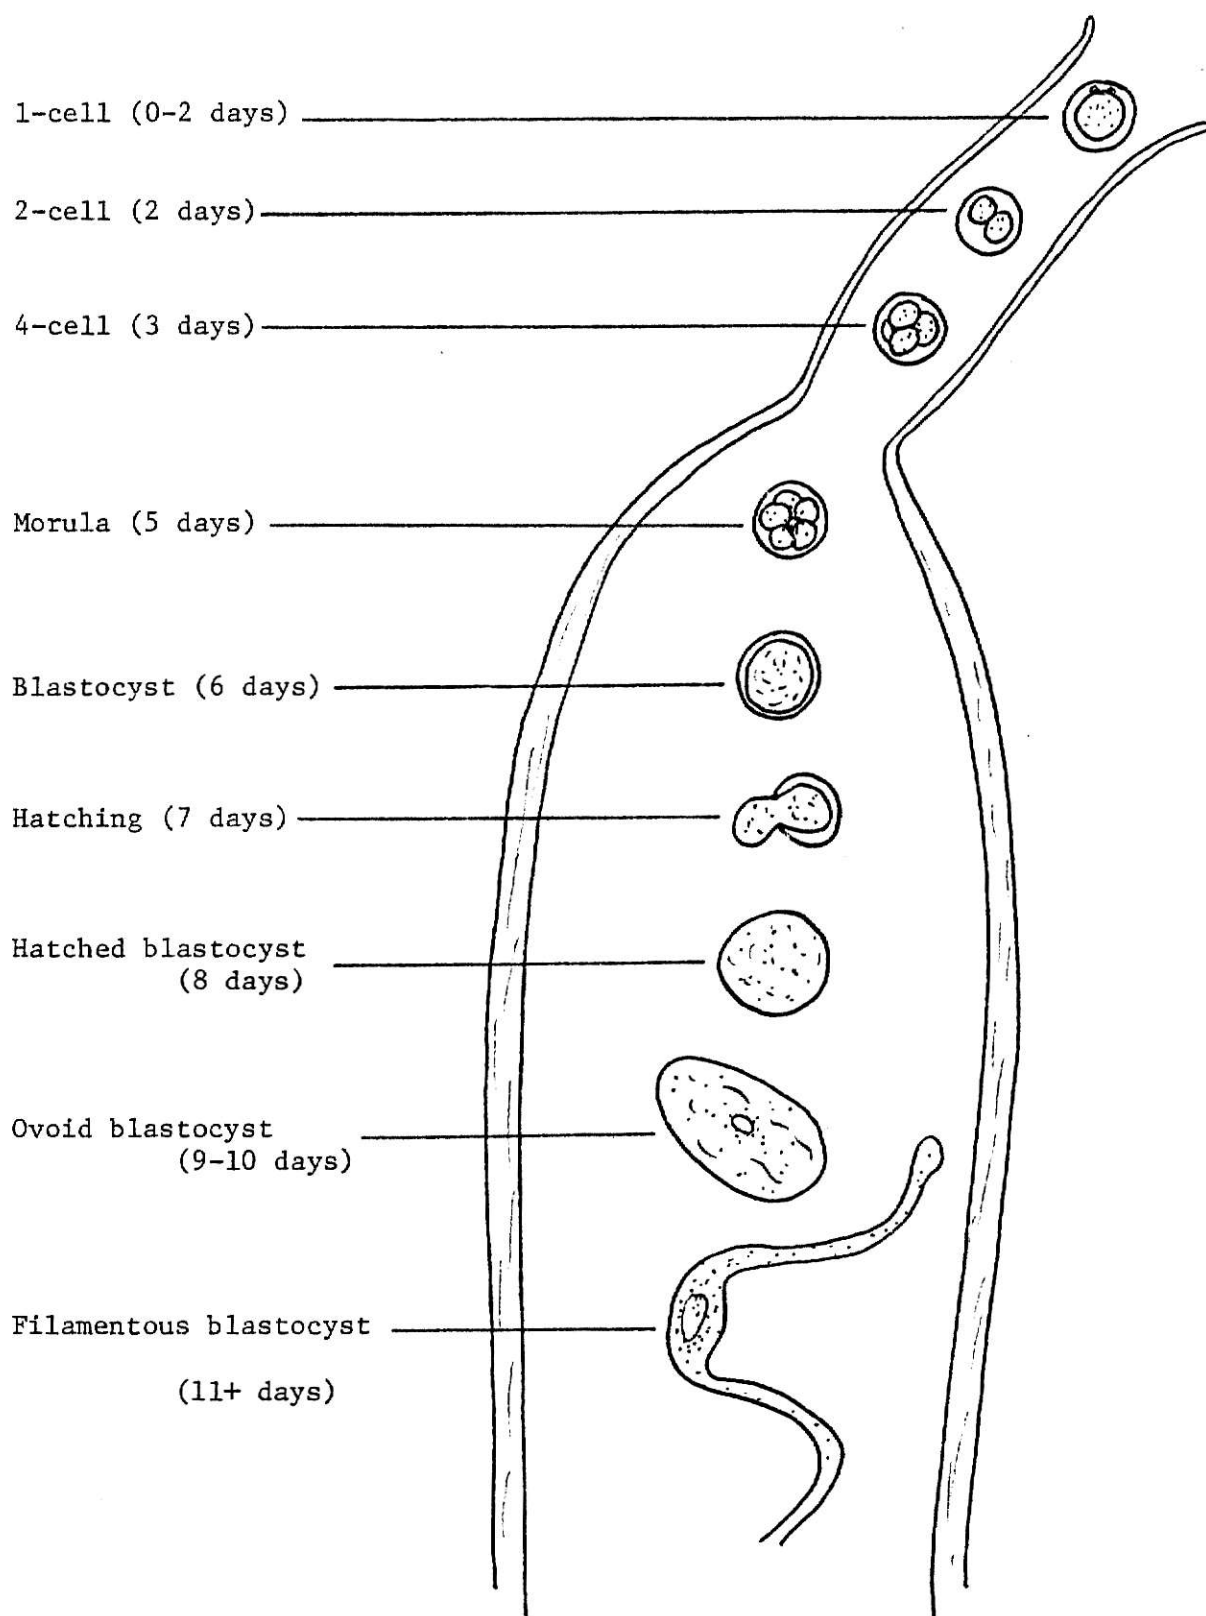 1-cell (0-2 days)
2-cell (2 days)
4-cell (3 days)
Morula (5 days)
Blastocyst (6 days)
Hatching (7 days)
Hatched blastocyst
(8 days)
Ovoid blastocyst
(9-10 days)
Filamentous blastocyst
(11+ days)